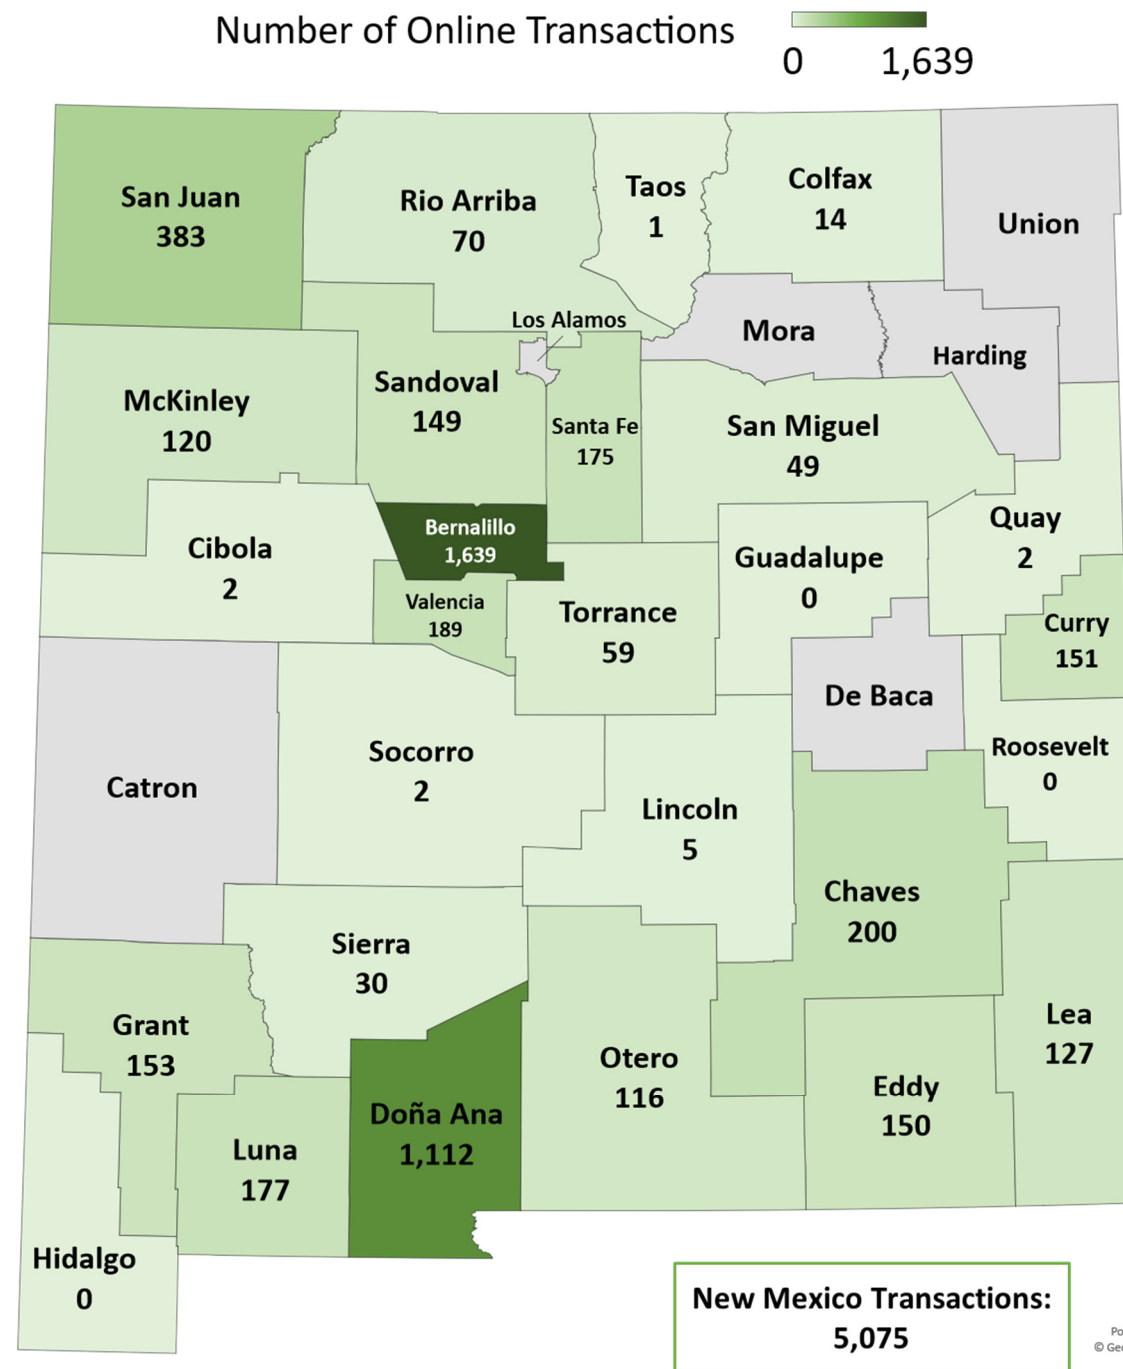 Number of Online Transactions
0 1,639
San Juan
383
Rio Arriba
70
Taos
1
Colfax
14
Union
Los Alamos
Mora
Harding
McKinley
120
Sandoval
149
Santa Fe
175
San Miguel
49
Quay
2
Bernalillo
1,639
Cibola
2
Guadalupe
0
Valencia
189
Torrance
59
Curry
151
De Baca
Catron
Socorro
2
Roosevelt
0
Lincoln
5
Chaves
200
Sierra
30
Grant
153
Otero
116
Lea
127
Eddy
150
Doña Ana
1,112
Luna
177
Hidalgo
0
New Mexico Transactions:
5,075
Po
© Geo